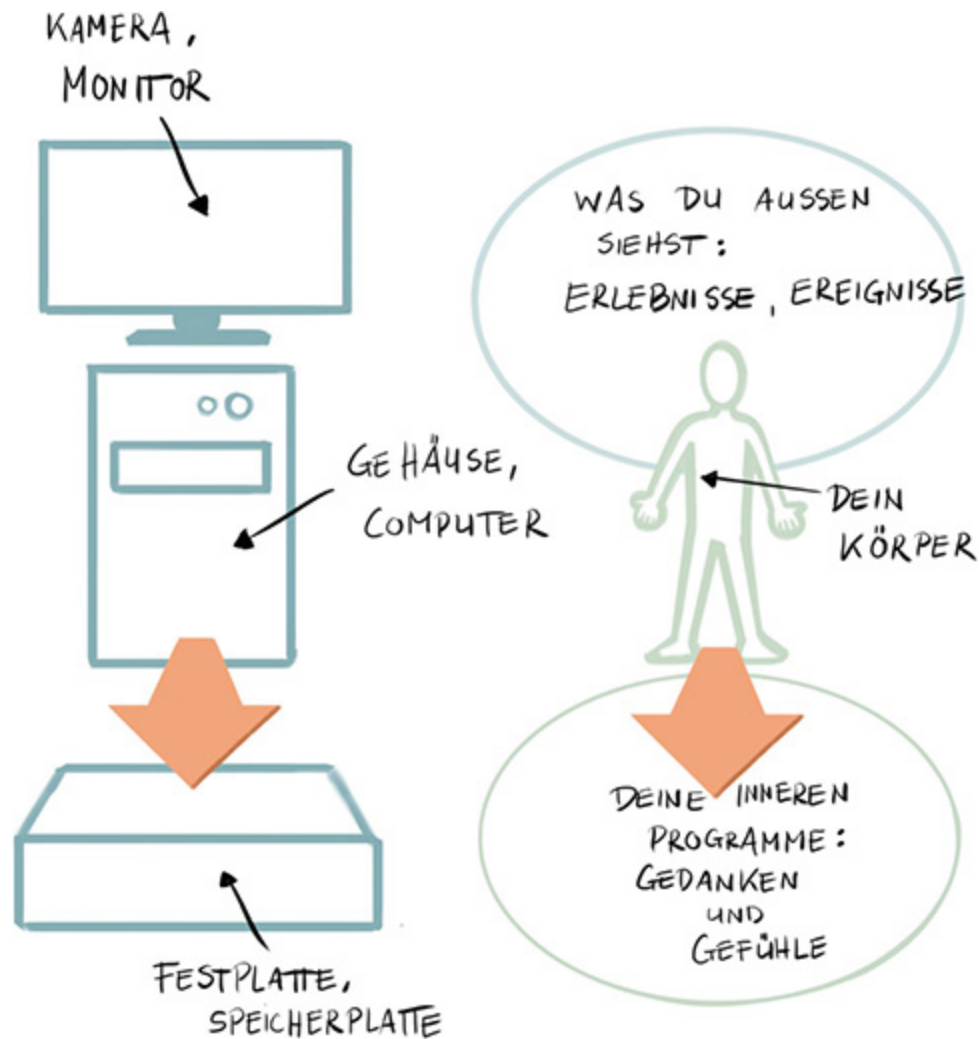 KAMERA,
MONITOR
GEHÄUSE,
COMPUTER
FESTPLATTE,
SPEICHERPLATTE
WAS DU AUSSEN
SIEHST:
ERLEBNISSE, EREIGNISSE
DEIN
KÖRPER
DEINE INNEREN
PROGRAMME:
GEDANKEN
UND
GEFÜHLE